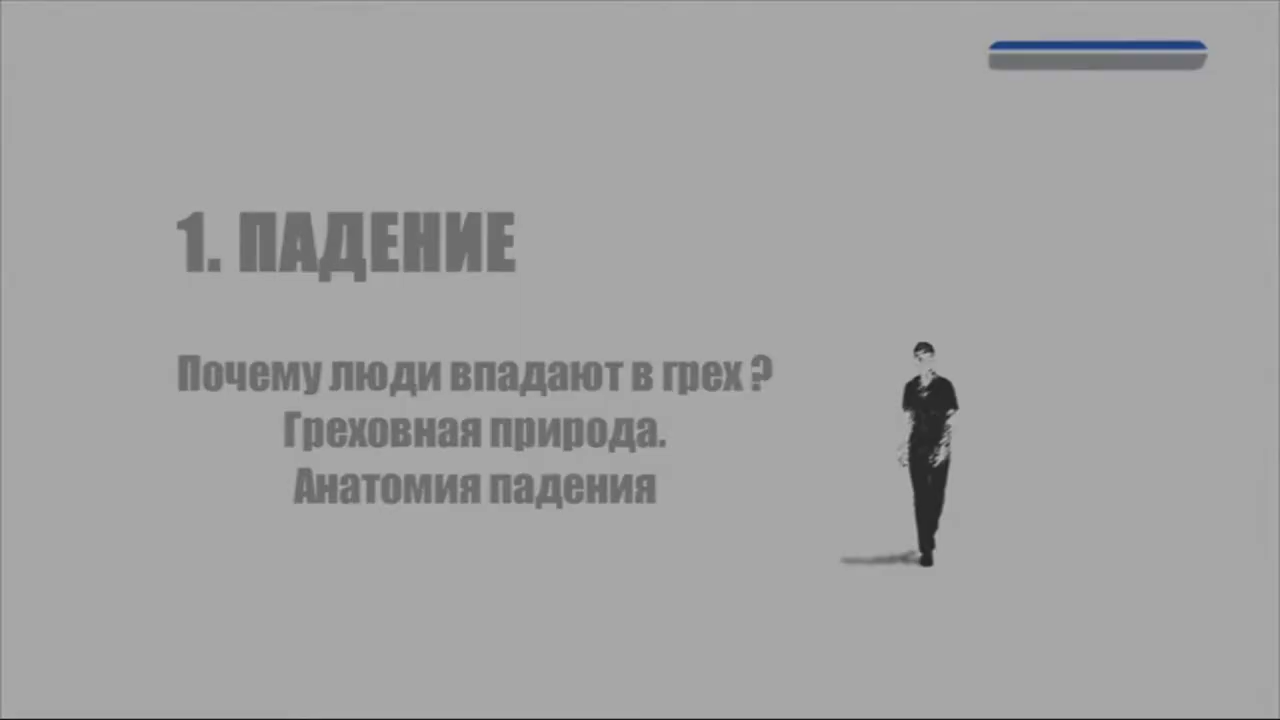 1. ПАДЕНИЕ
Почему люди впадают в грех ?
Греховная природа.
Анатомия падения